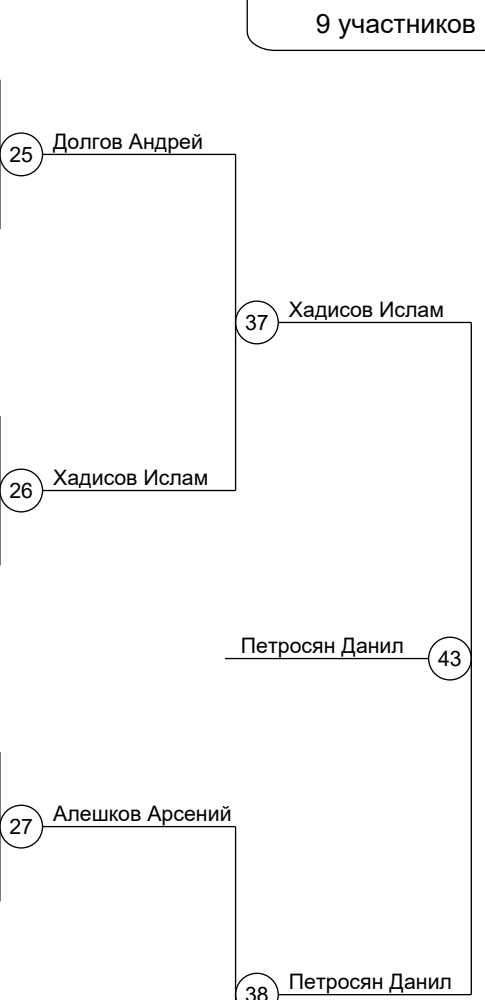 9 участников
Долгов Андрей
25
Хадисов Ислам
37
Хадисов Ислам
26
Петросян Данил
43
Алешков Арсений
27
Петросян Данил
38